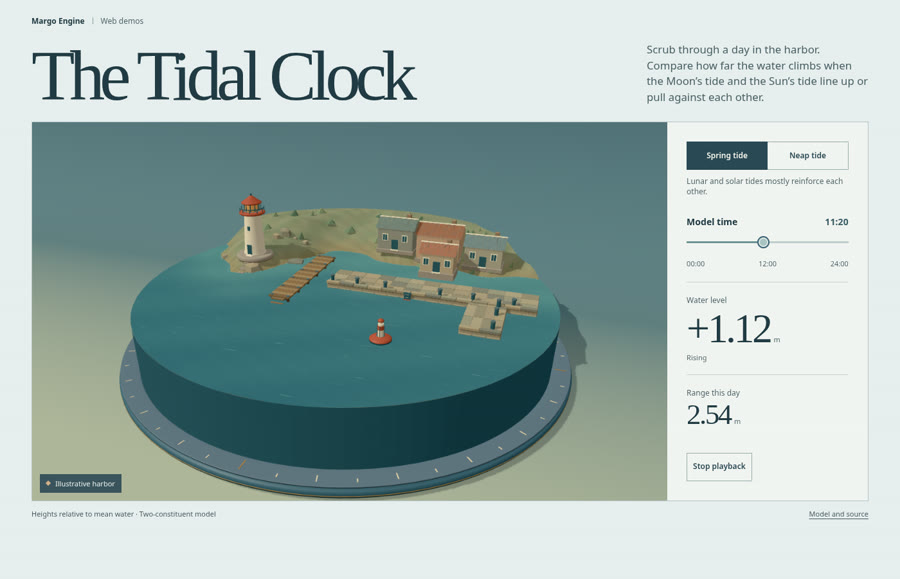 Margo Engine | Web demos
The Tidal Clock
Scrub through a day in the harbor.
Compare how far the water climbs when
the Moon’s tide and the Sun’s tide line up or
pull against each other.
Spring tide
Neap tide
Lunar and solar tides mostly reinforce each
other.
Model time 11:20
00:00 12:00 24:00
Water level
+1.12 m
Rising
Range this day
2.54 m
Stop playback
Illustrative harbor
Heights relative to mean water · Two-constituent model
Model and source